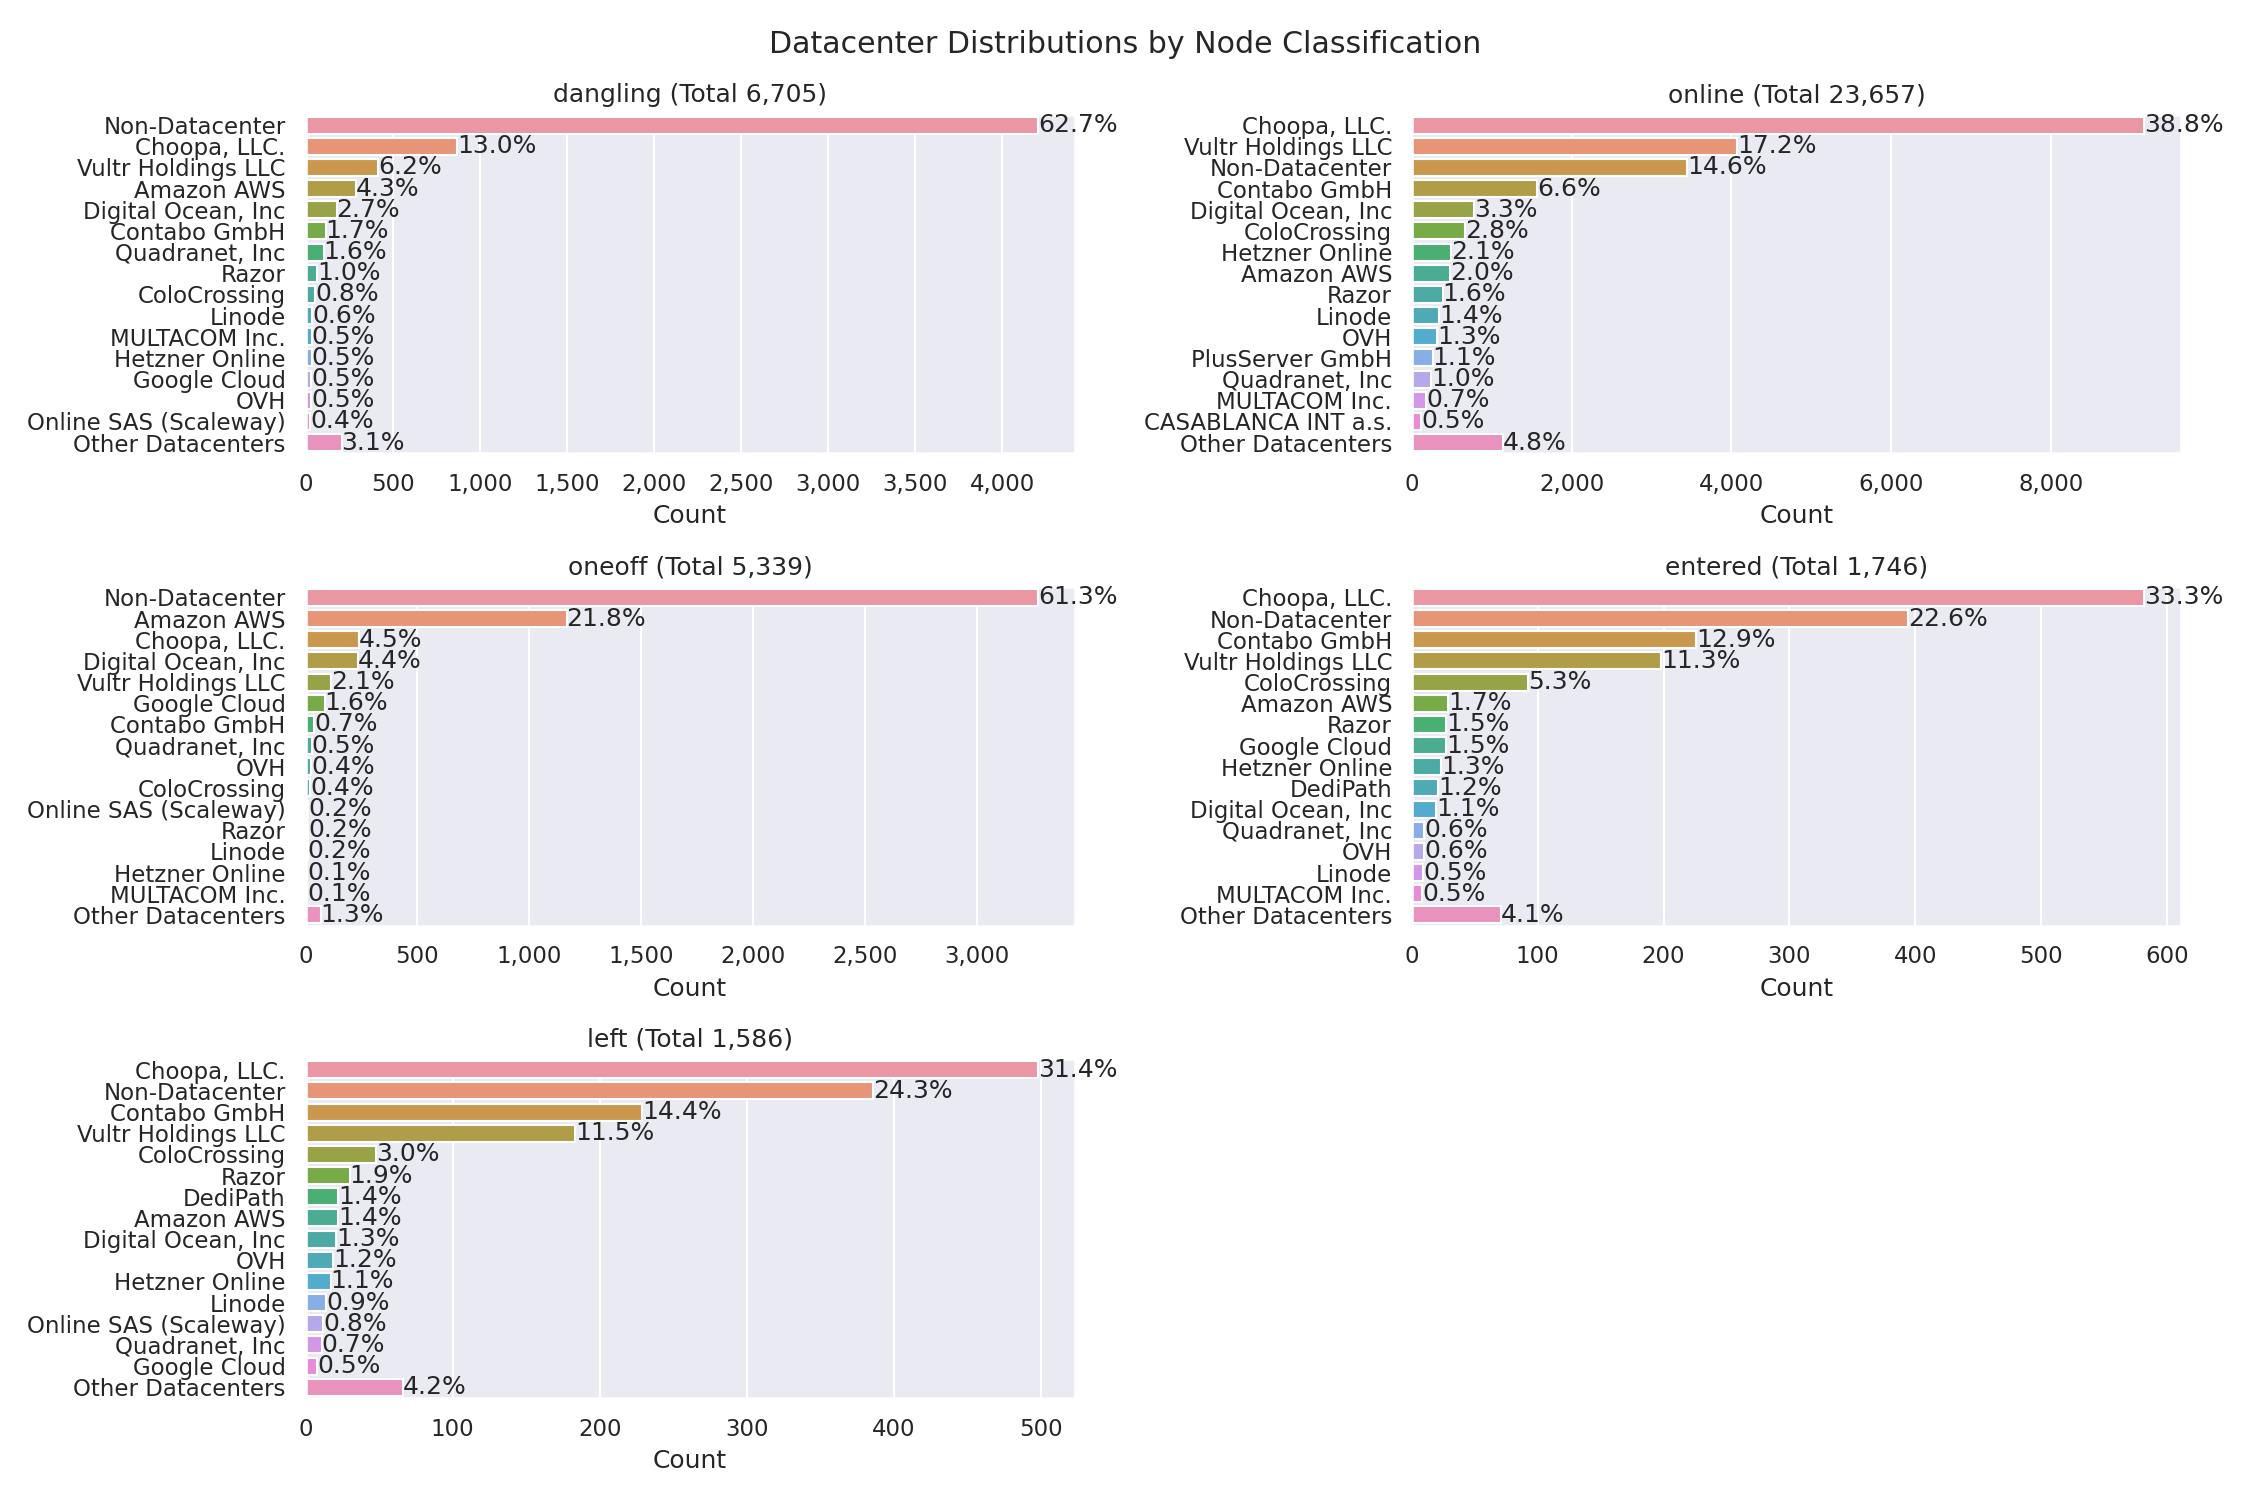 Datacenter Distributions by Node Classification
dangling (Total 6,705)
Non-Datacenter 62.7%
Choopa, LLC. 13.0%
Vultr Holdings LLC 6.2%
Amazon AWS 4.3%
Digital Ocean, Inc 2.7%
Contabo GmbH 1.7%
Quadranet, Inc 1.6%
Razor 1.0%
ColoCrossing 0.8%
Linode 0.6%
MULTACOM Inc. 0.5%
Hetzner Online 0.5%
Google Cloud 0.5%
OVH 0.5%
Online SAS (Scaleway) 0.4%
Other Datacenters 3.1%
0 500 1,000 1,500 2,000 2,500 3,000 3,500 4,000
Count
online (Total 23,657)
Choopa, LLC. 38.8%
Vultr Holdings LLC 17.2%
Non-Datacenter 14.6%
Contabo GmbH 6.6%
Digital Ocean, Inc 3.3%
ColoCrossing 2.8%
Hetzner Online 2.1%
Amazon AWS 2.0%
Razor 1.6%
Linode 1.4%
OVH 1.3%
PlusServer GmbH 1.1%
Quadranet, Inc 1.0%
MULTACOM Inc. 0.7%
CASABLANCA INT a.s. 0.5%
Other Datacenters 4.8%
0 2,000 4,000 6,000 8,000
Count
oneoff (Total 5,339)
Non-Datacenter 61.3%
Amazon AWS 21.8%
Choopa, LLC. 4.5%
Digital Ocean, Inc 4.4%
Vultr Holdings LLC 2.1%
Google Cloud 1.6%
Contabo GmbH 0.7%
Quadranet, Inc 0.5%
OVH 0.4%
ColoCrossing 0.4%
Online SAS (Scaleway) 0.2%
Razor 0.2%
Linode 0.2%
Hetzner Online 0.1%
MULTACOM Inc. 0.1%
Other Datacenters 1.3%
0 500 1,000 1,500 2,000 2,500 3,000
Count
entered (Total 1,746)
Choopa, LLC. 33.3%
Non-Datacenter 22.6%
Contabo GmbH 12.9%
Vultr Holdings LLC 11.3%
ColoCrossing 5.3%
Amazon AWS 1.7%
Razor 1.5%
Google Cloud 1.5%
Hetzner Online 1.3%
DediPath 1.2%
Digital Ocean, Inc 1.1%
Quadranet, Inc 0.6%
OVH 0.6%
Linode 0.5%
MULTACOM Inc. 0.5%
Other Datacenters 4.1%
0 100 200 300 400 500 600
Count
left (Total 1,586)
Choopa, LLC. 31.4%
Non-Datacenter 24.3%
Contabo GmbH 14.4%
Vultr Holdings LLC 11.5%
ColoCrossing 3.0%
Razor 1.9%
DediPath 1.4%
Amazon AWS 1.4%
Digital Ocean, Inc 1.3%
OVH 1.2%
Hetzner Online 1.1%
Linode 0.9%
Online SAS (Scaleway) 0.8%
Quadranet, Inc 0.7%
Google Cloud 0.5%
Other Datacenters 4.2%
0 100 200 300 400 500
Count